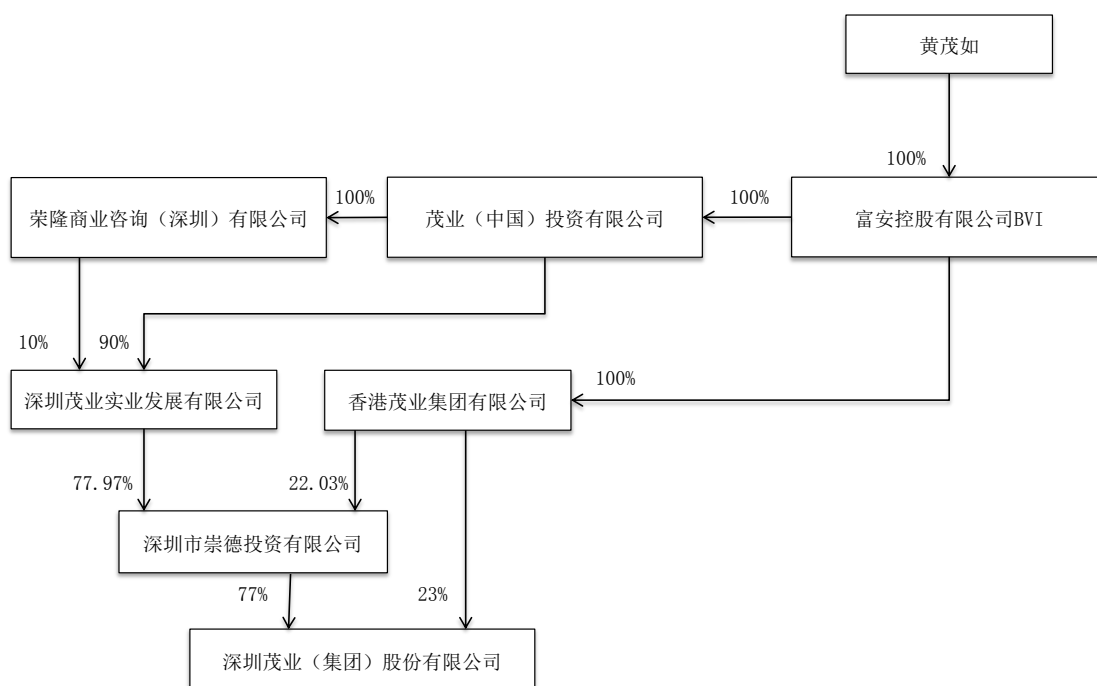 黄茂如
100%
荣隆商业咨询（深圳）有限公司
100%
茂业（中国）投资有限公司
100%
富安控股有限公司BVI
10%
90%
100%
深圳茂业实业发展有限公司
香港茂业集团有限公司
77.97%
22.03%
深圳市崇德投资有限公司
77%
23%
深圳茂业（集团）股份有限公司